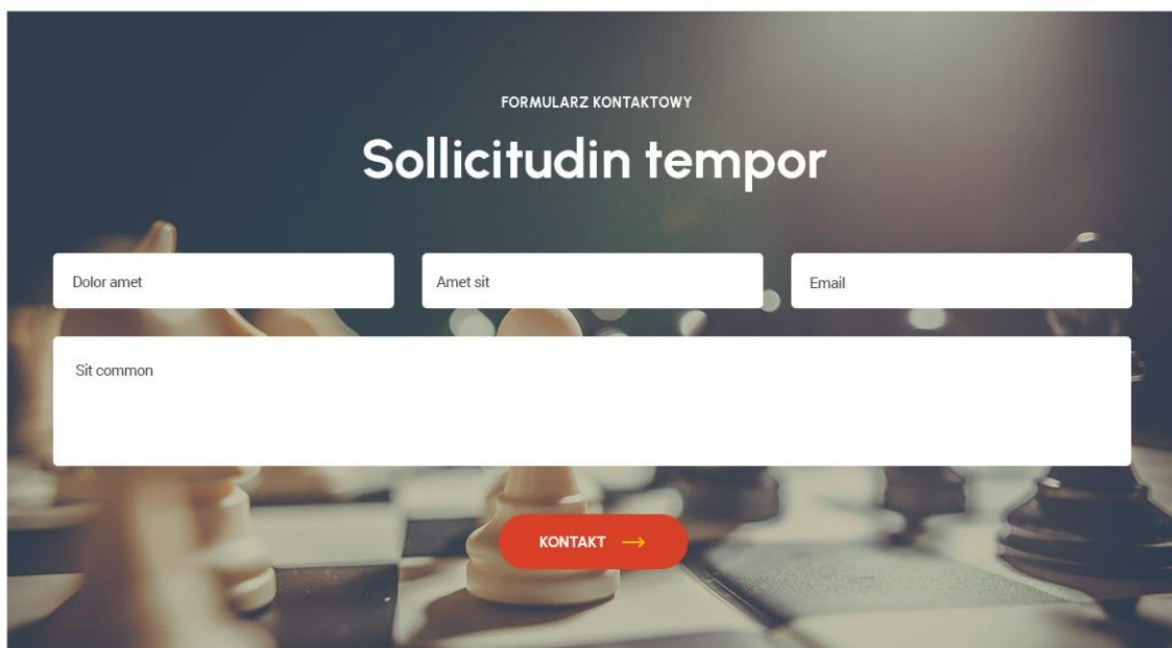 FORMULARZ KONTAKTOWY
Sollicitudin tempor
Dolor amet
Amet sit
Email
Sit common
KONTAKT